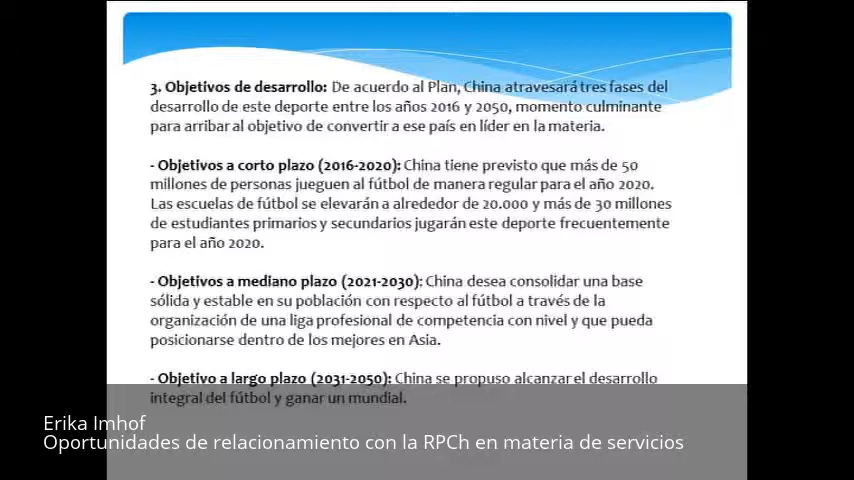 3. Objetivos de desarrollo: De acuerdo al Plan, China atravesará tres fases del
desarrollo de este deporte entre los años 2016 y 2050, momento culminante
para arribar al objetivo de convertir a ese país en líder en la materia.
- Objetivos a corto plazo (2016-2020): China tiene previsto que más de 50
millones de personas jueguen al fútbol de manera regular para el año 2020.
Las escuelas de fútbol se elevarán a alrededor de 20.000 y más de 30 millones
de estudiantes primarios y secundarios jugarán este deporte frecuentemente
para el año 2020.
- Objetivos a mediano plazo (2021-2030): China desea consolidar una base
sólida y estable en su población con respecto al fútbol a través de la
organización de una liga profesional de competencia con nivel y que pueda
posicionarse dentro de los mejores en Asia.
- Objetivo a largo plazo (2031-2050): China se propuso alcanzar el desarrollo
integral del fútbol y ganar un mundial.
Erika Imhof
Oportunidades de relacionamiento con la RPCh en materia de servicios